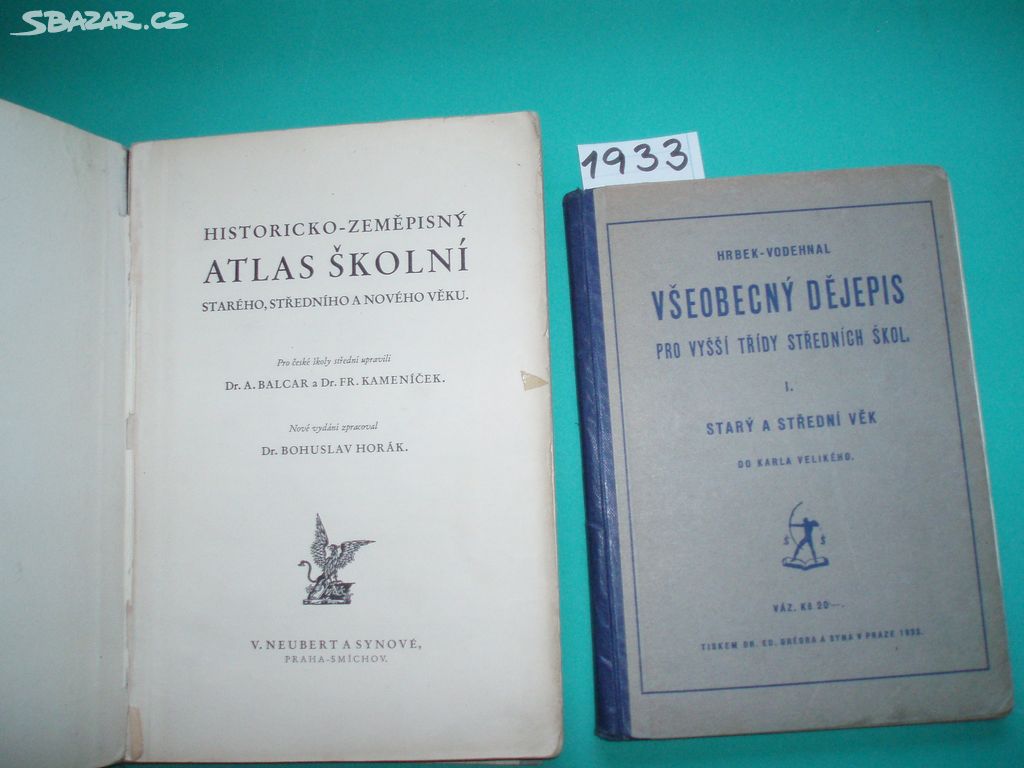 SBAZAR.CZ
HISTORICKO-ZEMĚPISNÝ
ATLAS ŠKOLNÍ
STARÉHO, STŘEDNÍHO A NOVÉHO VĚKU.
Pro české školy střední upravili
Dr. A. BALCAR a Dr. FR. KAMENÍČEK.
Nové vydání zpracoval
Dr. BOHUSLAV HORÁK.
V. NEUBERT A SYNOVÉ,
PRAHA-SMÍCHOV.
1933
HRBEK-VODEHNAL
VŠEOBECNÝ DĚJEPIS
PRO VYŠŠÍ TŘÍDY STŘEDNÍCH ŠKOL.
I.
STARÝ A STŘEDNÍ VĚK
DO KARLA VELIKÉHO.
S S
VÁZ. Kč 20—.
TISKEM DR. ED. GRÉGRA A SYNA V PRAZE 1933.